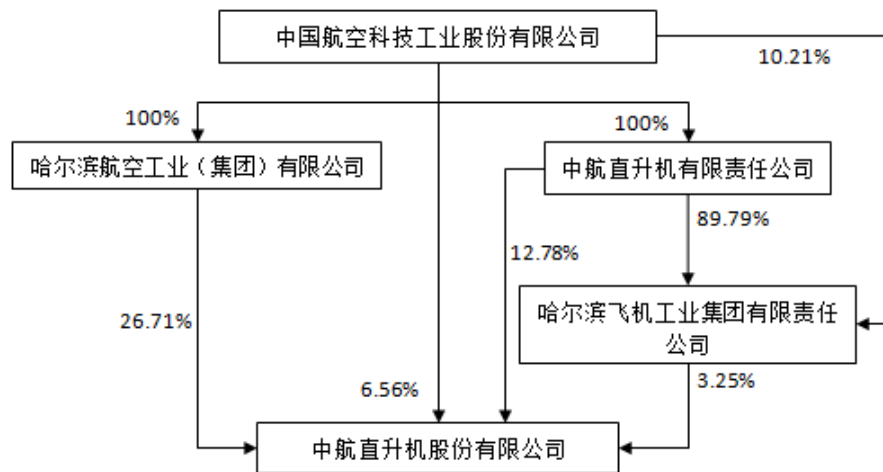 中国航空科技工业股份有限公司
10.21%
100%
100%
哈尔滨航空工业（集团）有限公司
中航直升机有限责任公司
89.79%
12.78%
26.71%
哈尔滨飞机工业集团有限责任
公司
6.56%
3.25%
中航直升机股份有限公司